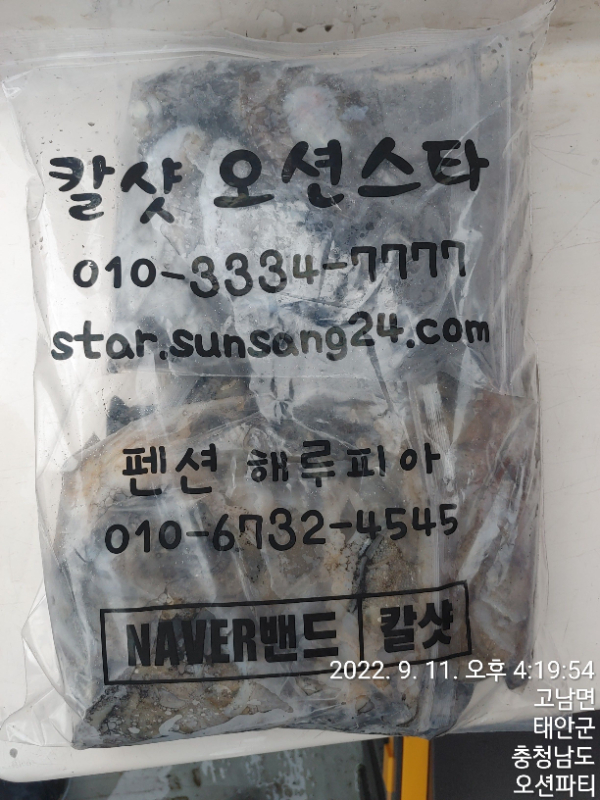 칼샷 오션스타
010-3334-7777
star.sunsang24.com
펜션 해루피아
010-6732-4545
NAVER밴드 칼샷
2022. 9. 11. 오후 4:19:54
고남면
태안군
충청남도
오션파티